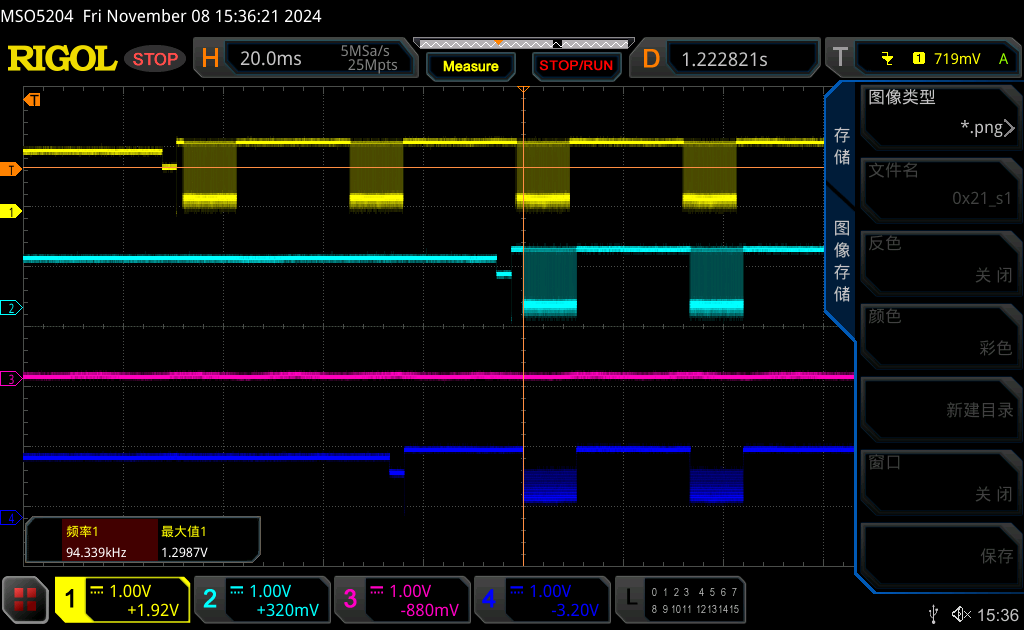 MSO5204 Fri November 08 15:36:21 2024
RIGOL STOP H 20.0ms 5MSa/s 25Mpts Measure STOP/RUN D 1.222821s T 1 719mV A
T
T
1
2
3
4
频率1 最大值1
94.339kHz 1.2987V
存储
图像存储
图像类型
*.png
文件名
0x21_s1
反色
关闭
颜色
彩色
新建目录
窗口
关闭
保存
1 1.00V +1.92V
2 1.00V +320mV
3 1.00V -880mV
4 1.00V -3.20V
L 0 1 2 3 4 5 6 7
8 9 10 11 12 13 14 15
15:36